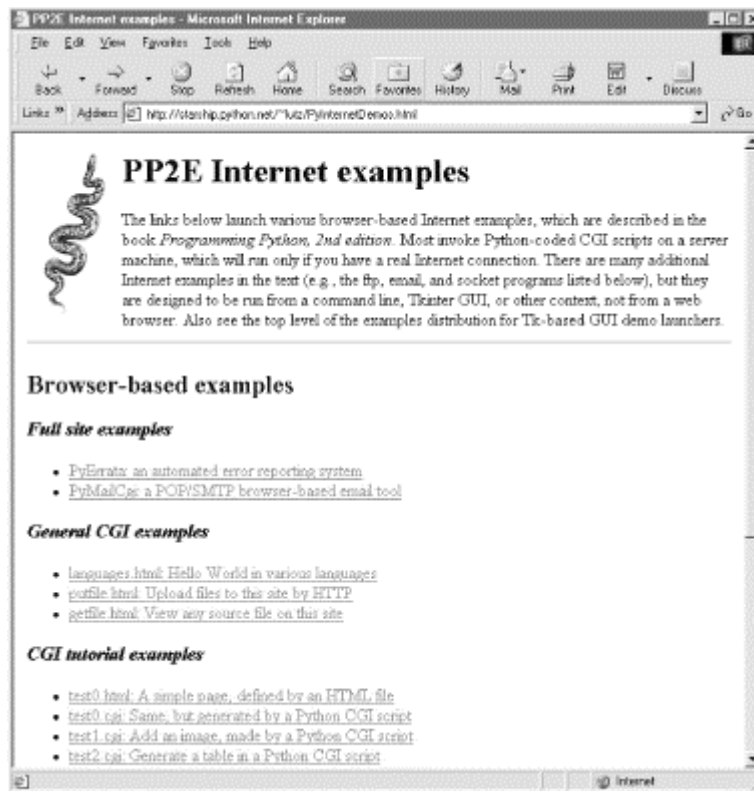 PP2E Internet examples - Microsoft Internet Explorer
File Edit View Favorites Tools Help
Back Forward Stop Refresh Home Search Favorites History Mail Print Edit Discuss
Links » Address http://starship.python.net/~lutz/PyInternetDemos.html Go
PP2E Internet examples
The links below launch various browser-based Internet examples, which are described in the
book Programming Python, 2nd edition. Most invoke Python-coded CGI scripts on a server
machine, which will run only if you have a real Internet connection. There are many additional
Internet examples in the text (e.g., the ftp, email, and socket programs listed below), but they
are designed to be run from a command line, Tkinter GUI, or other context, not from a web
browser. Also see the top level of the examples distribution for Tk-based GUI demo launchers.
Browser-based examples
Full site examples
• PyErrata: an automated error reporting system
• PyMailCgi: a POP/SMTP browser-based email tool
General CGI examples
• languages.html: Hello World in various languages
• putfile.html: Upload files to this site by HTTP
• getfile.html: View any source file on this site
CGI tutorial examples
• test0.html: A simple page, defined by an HTML file
• test0.cgi: Same, but generated by a Python CGI script
• test1.cgi: Add an image, made by a Python CGI script
• test2.cgi: Generate a table in a Python CGI script
Internet